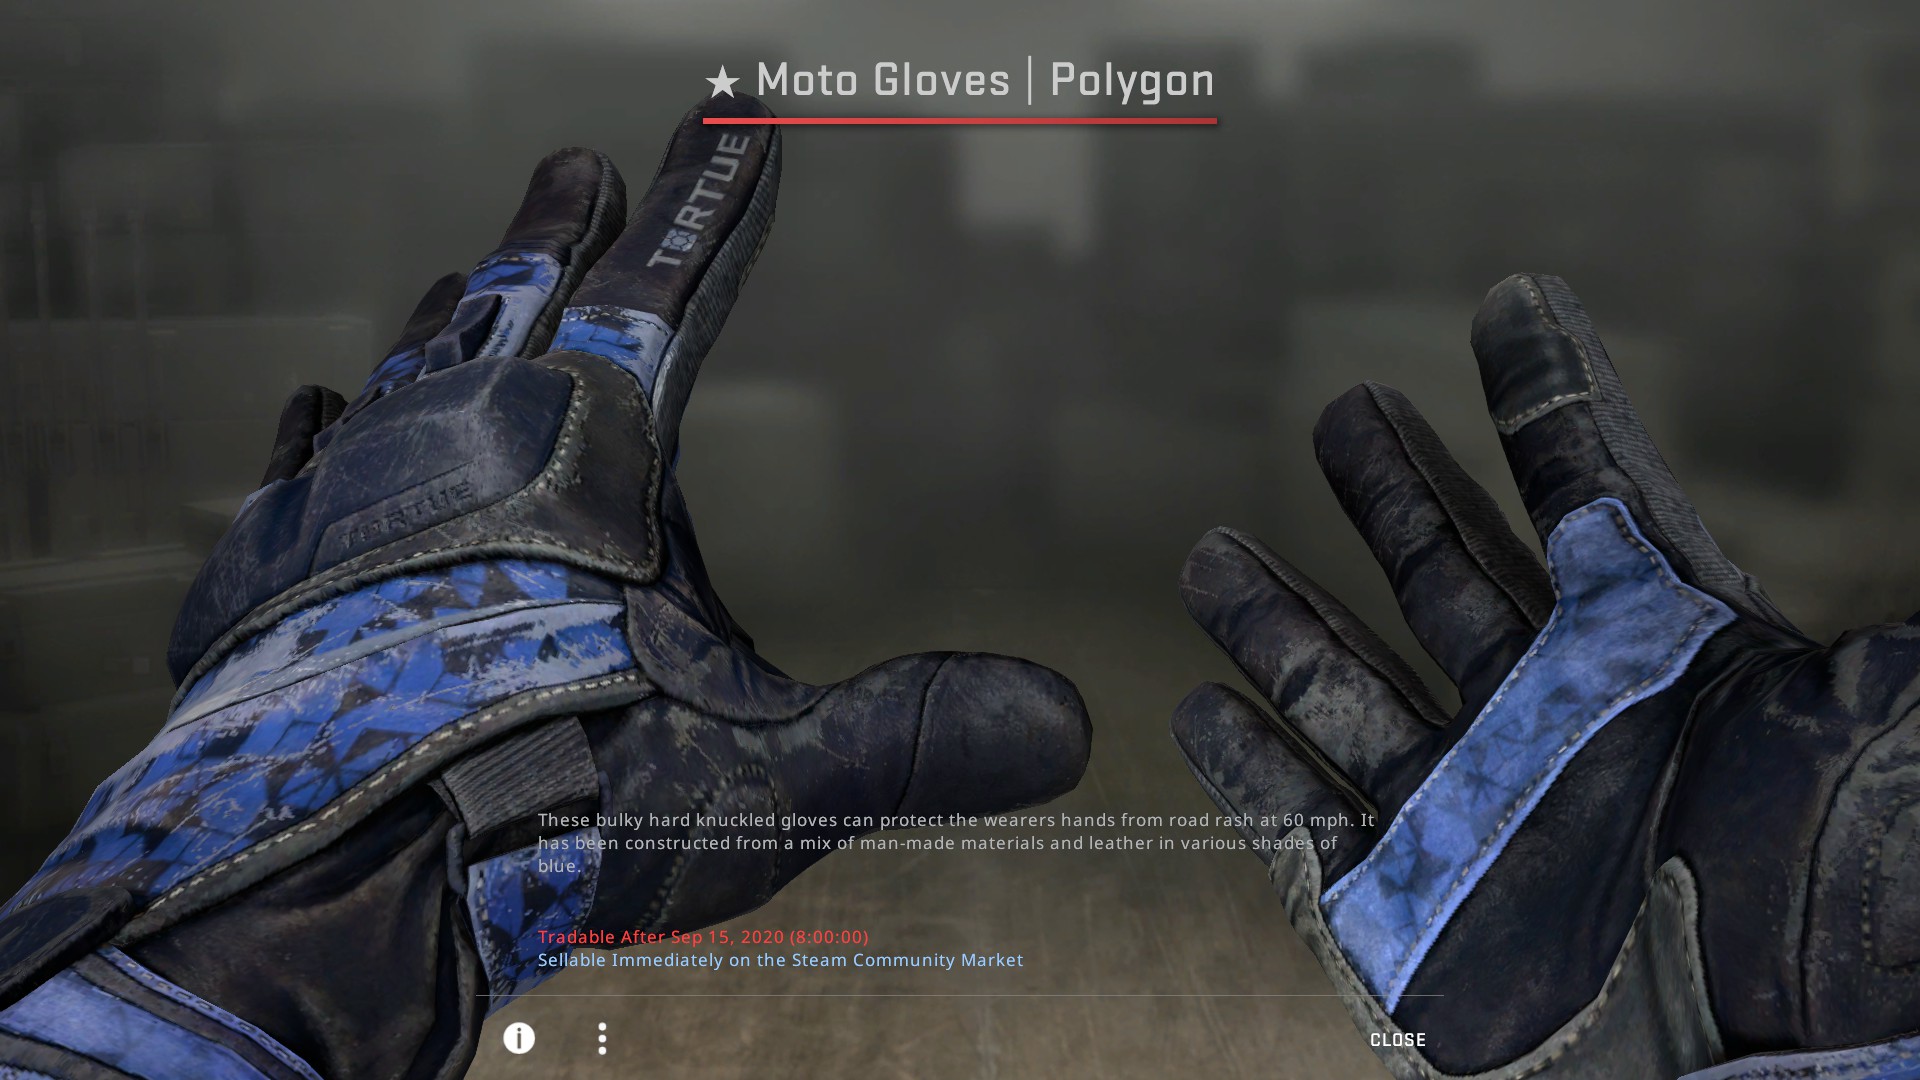 ★ Moto Gloves | Polygon
TORTUE
TORTUE
These bulky hard knuckled gloves can protect the wearers hands from road rash at 60 mph. It
has been constructed from a mix of man-made materials and leather in various shades of
blue.
Tradable After Sep 15, 2020 (8:00:00)
Sellable Immediately on the Steam Community Market
CLOSE